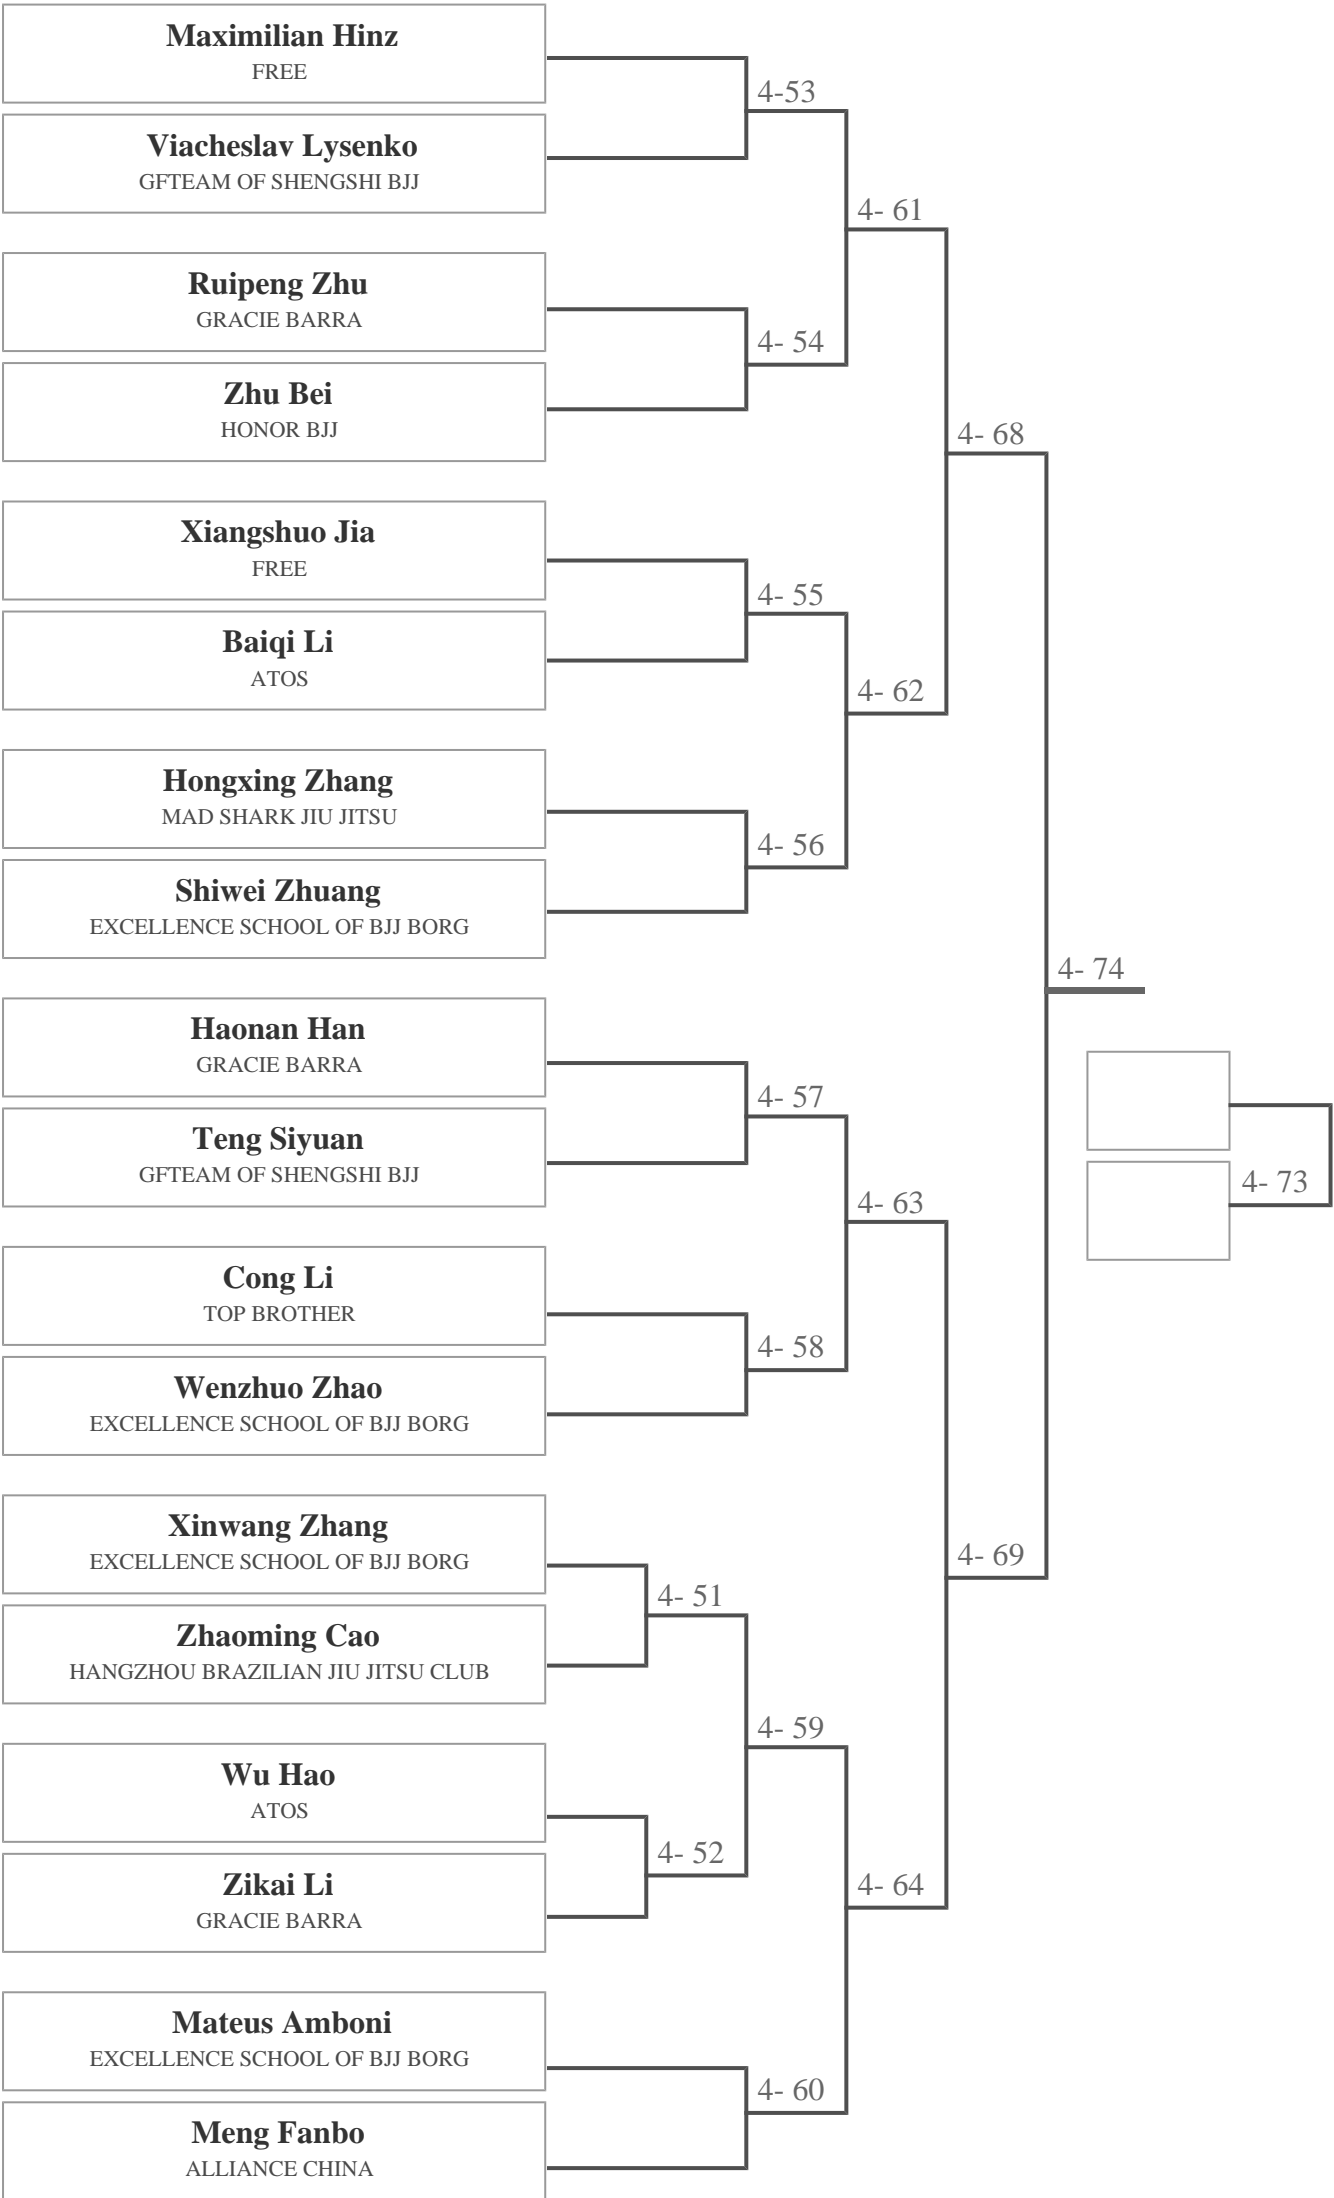 Maximilian Hinz
FREE
4-53
Viacheslav Lysenko
GFTEAM OF SHENGSHI BJJ
4- 61
Ruipeng Zhu
GRACIE BARRA
4- 54
Zhu Bei
HONOR BJJ
4- 68
Xiangshuo Jia
FREE
4- 55
Baiqi Li
ATOS
4- 62
Hongxing Zhang
MAD SHARK JIU JITSU
4- 56
Shiwei Zhuang
EXCELLENCE SCHOOL OF BJJ BORG
4- 74
Haonan Han
GRACIE BARRA
4- 57
Teng Siyuan
GFTEAM OF SHENGSHI BJJ
4- 73
4- 63
Cong Li
TOP BROTHER
4- 58
Wenzhuo Zhao
EXCELLENCE SCHOOL OF BJJ BORG
Xinwang Zhang
EXCELLENCE SCHOOL OF BJJ BORG
4- 69
4- 51
Zhaoming Cao
HANGZHOU BRAZILIAN JIU JITSU CLUB
4- 59
Wu Hao
ATOS
4- 52
Zikai Li
GRACIE BARRA
4- 64
Mateus Amboni
EXCELLENCE SCHOOL OF BJJ BORG
4- 60
Meng Fanbo
ALLIANCE CHINA